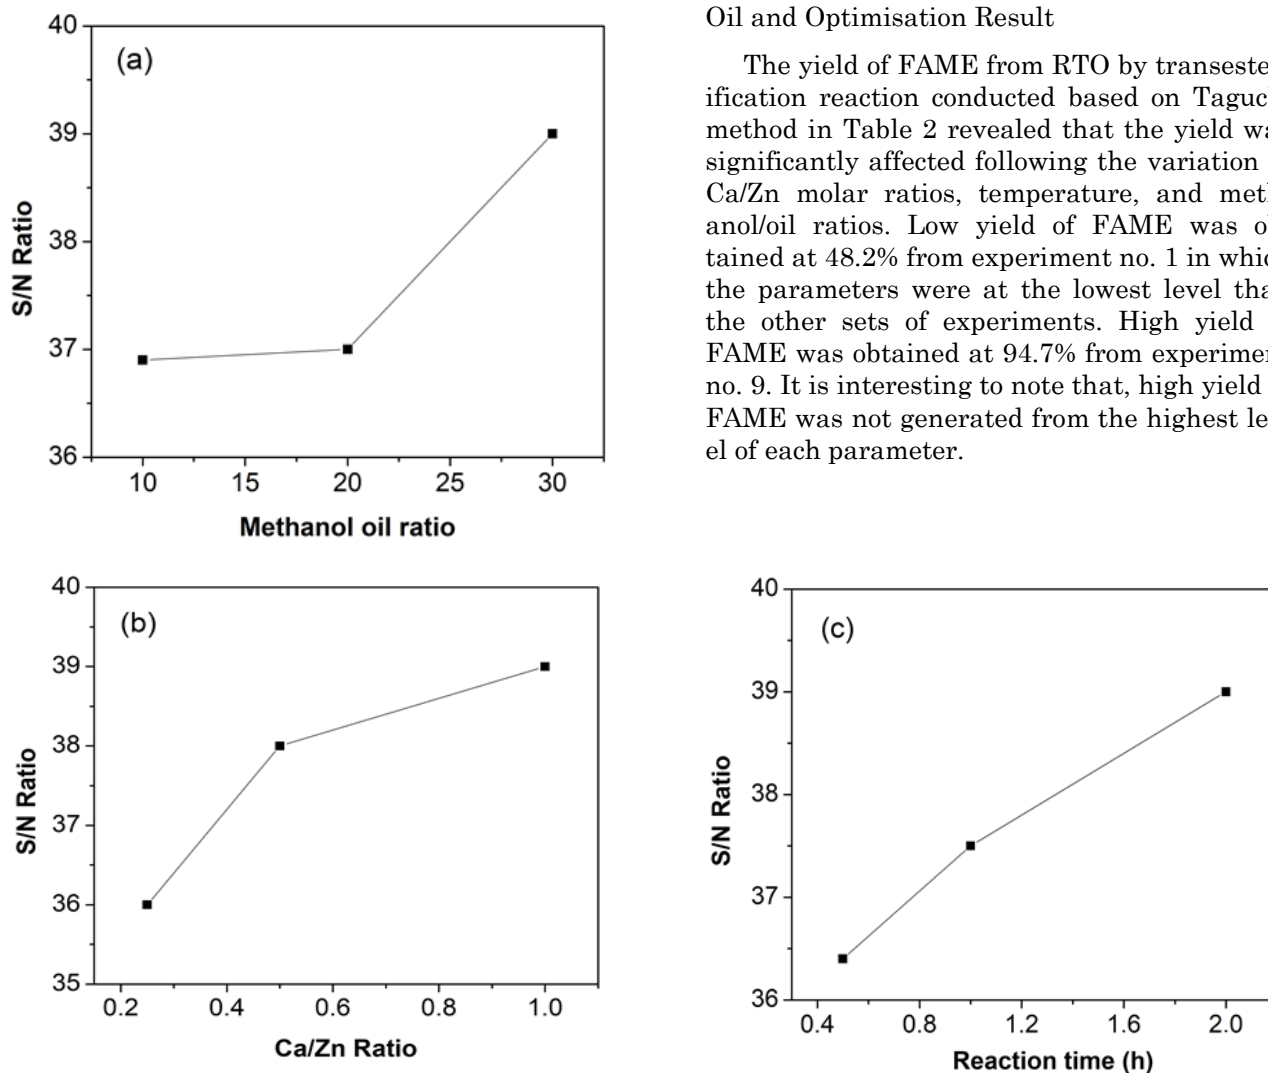 40
(a)
39
38
37
36
S/N Ratio
10 15 20 25 30
Methanol oil ratio
Oil and Optimisation Result
The yield of FAME from RTO by transeste
ification reaction conducted based on Taguc
method in Table 2 revealed that the yield wa
significantly affected following the variation
Ca/Zn molar ratios, temperature, and meth
anol/oil ratios. Low yield of FAME was o
tained at 48.2% from experiment no. 1 in whic
the parameters were at the lowest level tha
the other sets of experiments. High yield
FAME was obtained at 94.7% from experimen
no. 9. It is interesting to note that, high yield
FAME was not generated from the highest le
el of each parameter.
40
(b)
39
38
37
36
35
S/N Ratio
0.2 0.4 0.6 0.8 1.0
Ca/Zn Ratio
40
(c)
39
38
37
36
S/N Ratio
0.4 0.8 1.2 1.6 2.0
Reaction time (h)